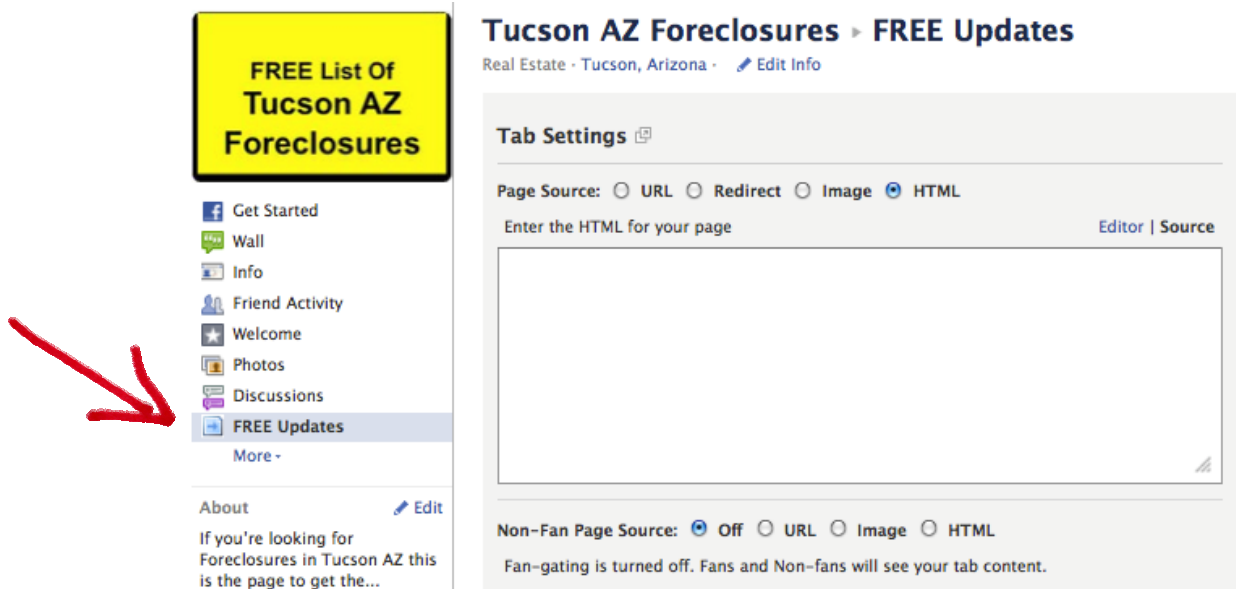 FREE List Of
Tucson AZ
Foreclosures
Get Started
Wall
Info
Friend Activity
Welcome
Photos
Discussions
FREE Updates
More
About
Edit
If you're looking for
Foreclosures in Tucson AZ this
is the page to get the...
Tucson AZ Foreclosures ▸ FREE Updates
Real Estate · Tucson, Arizona · Edit Info
Tab Settings
Page Source: URL Redirect Image HTML
Enter the HTML for your page
Editor | Source
Non-Fan Page Source: Off URL Image HTML
Fan-gating is turned off. Fans and Non-fans will see your tab content.